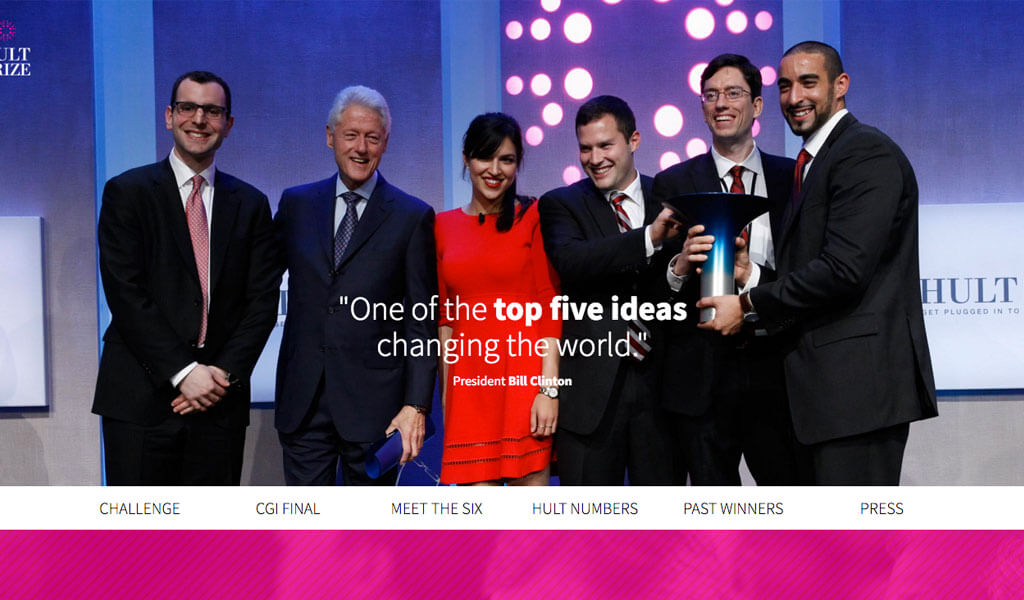 ULT
RIZE
HULT
GET PLUGGED IN TO
"One of the top five ideas
changing the world."
President Bill Clinton
CHALLENGE
CGI FINAL
MEET THE SIX
HULT NUMBERS
PAST WINNERS
PRESS